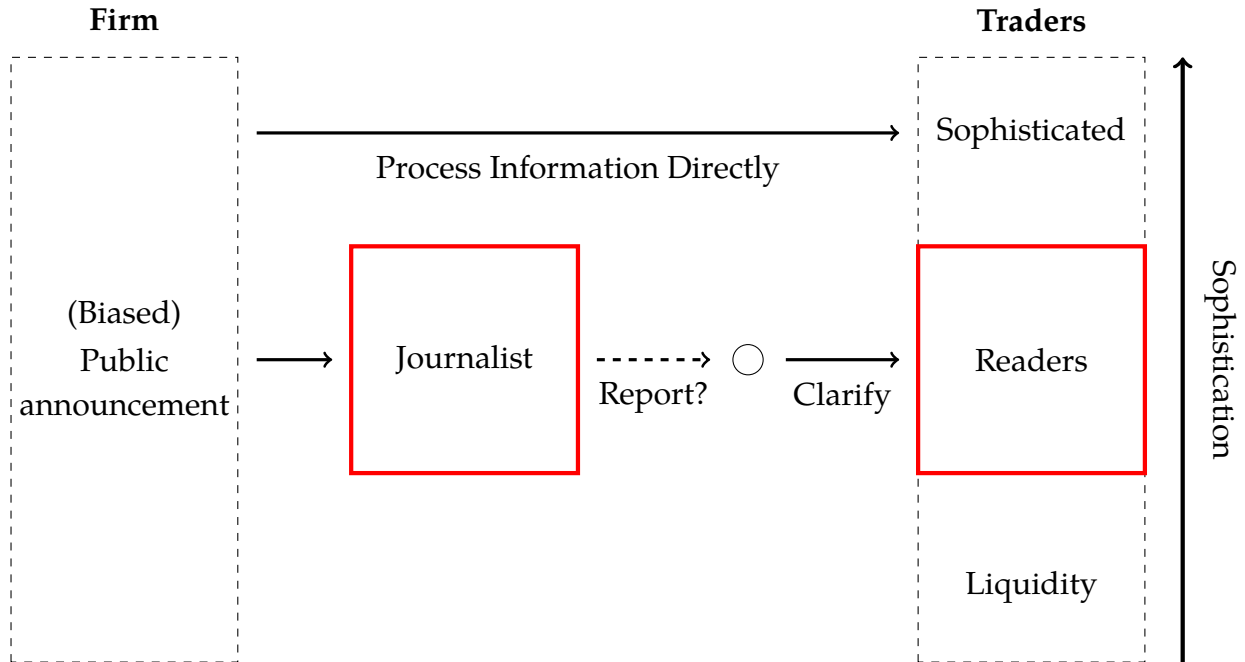 Firm
Traders
Sophisticated
Process Information Directly
(Biased)
Public
announcement
Journalist
Report?
Clarify
Readers
Sophistication
Liquidity